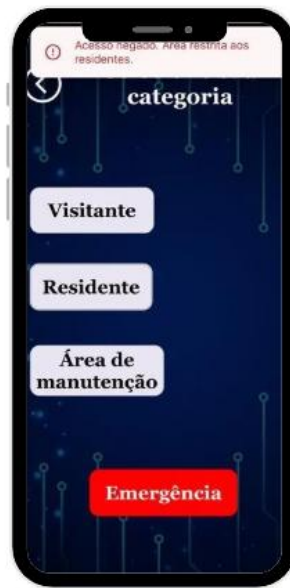 Acesso negado. Área restrita aos
residentes.
categoria
Visitante
Residente
Área de
manutenção
Emergência